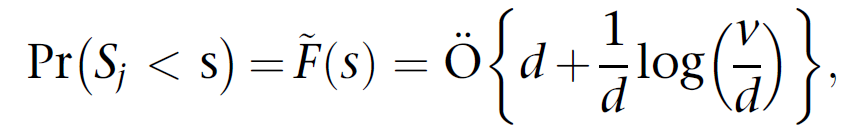 Pr(S_j < s) = F̃(s) = Ö{d + 1/d log(v/d)},